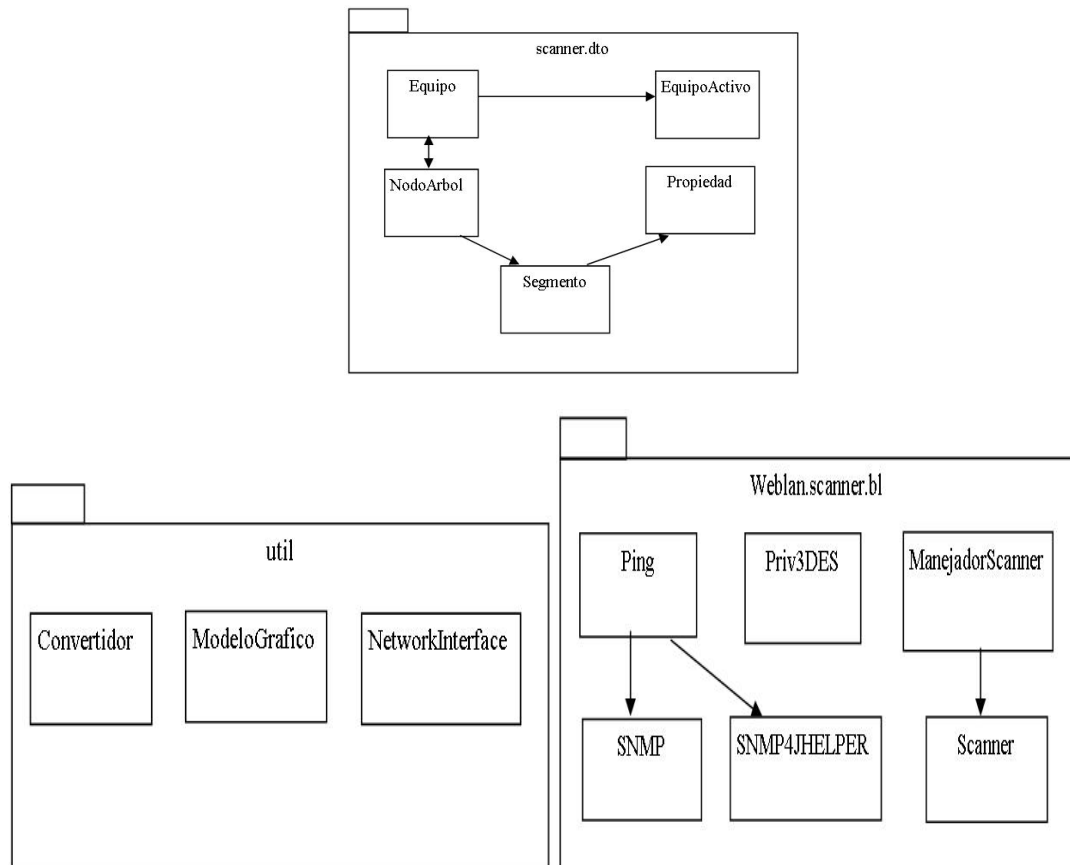 scanner.dto
Equipo
EquipoActivo
NodoArbol
Propiedad
Segmento
util
Convertidor
ModeloGrafico
NetworkInterface
Weblan.scanner.bl
Ping
Priv3DES
ManejadorScanner
SNMP
SNMP4JHELPER
Scanner